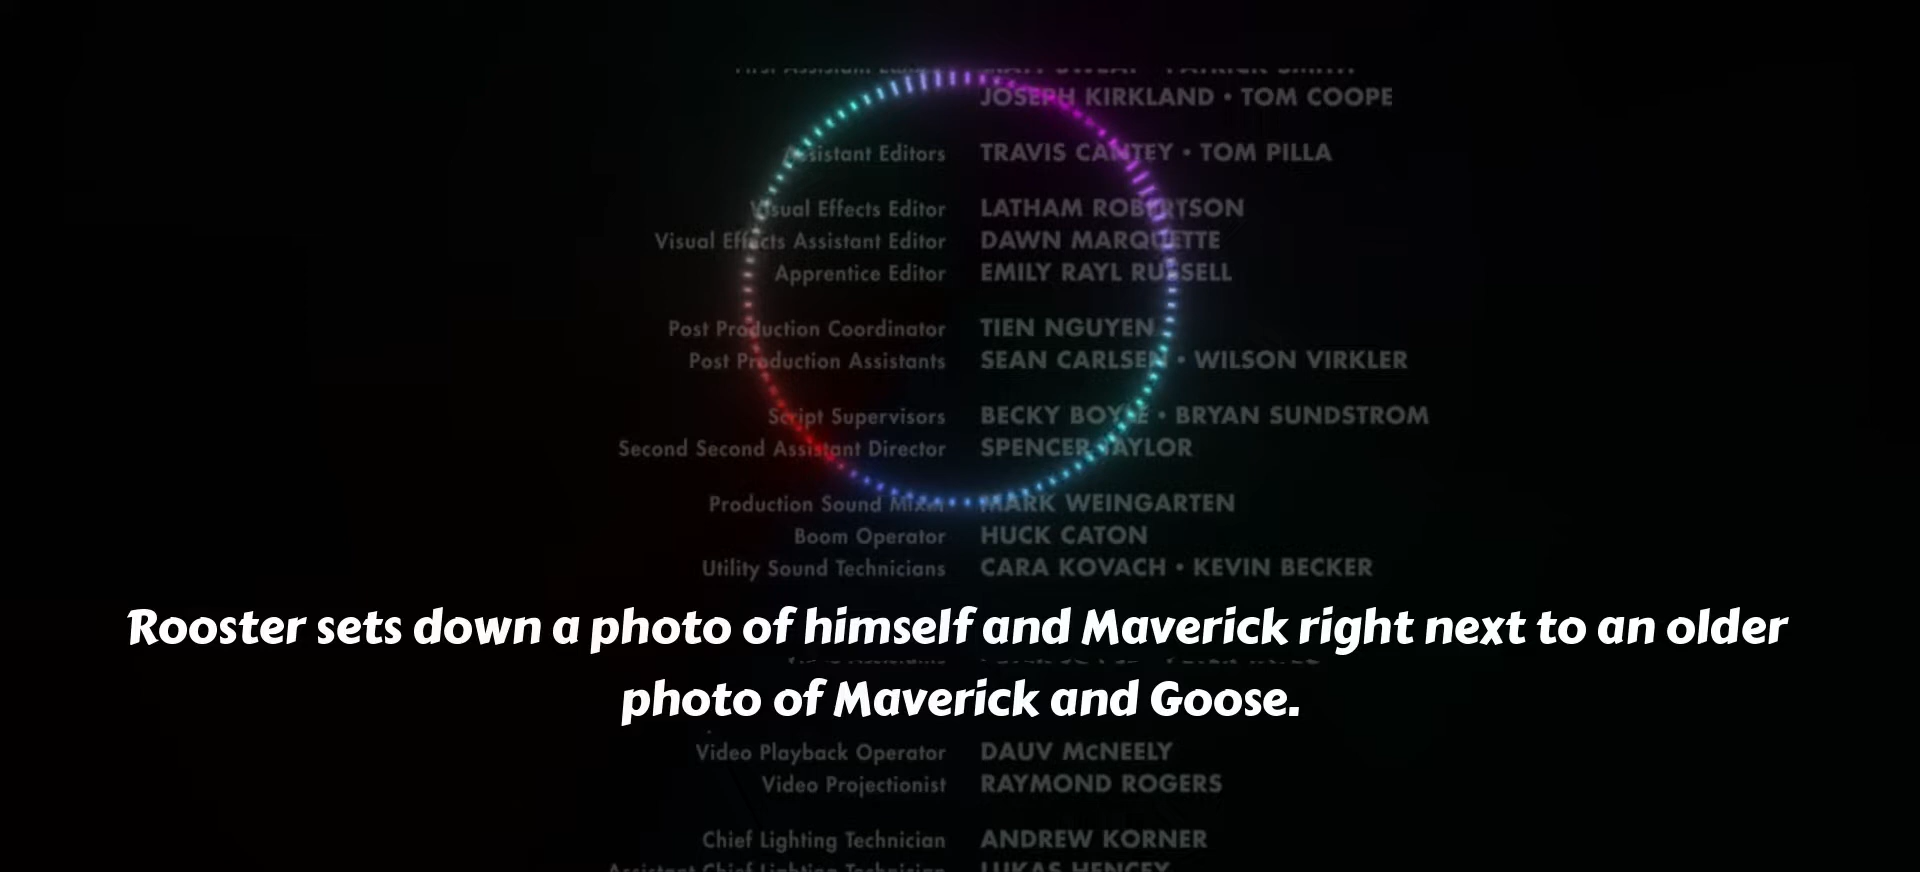 JOSEPH KIRKLAND • TOM COOPE
Assistant Editors TRAVIS CANTEY • TOM PILLA
Visual Effects Editor LATHAM ROBERTSON
Visual Effects Assistant Editor DAWN MARQUETTE
Apprentice Editor EMILY RAYL RUSSELL
Post Production Coordinator TIEN NGUYEN
Post Production Assistants SEAN CARLSEN • WILSON VIRKLER
Script Supervisors BECKY BOYLE • BRYAN SUNDSTROM
Second Second Assistant Director SPENCER TAYLOR
Production Sound Mixer MARK WEINGARTEN
Boom Operator HUCK CATON
Utility Sound Technicians CARA KOVACH • KEVIN BECKER
Rooster sets down a photo of himself and Maverick right next to an older
photo of Maverick and Goose.
Video Playback Operator DAUV McNEELY
Video Projectionist RAYMOND ROGERS
Chief Lighting Technician ANDREW KORNER